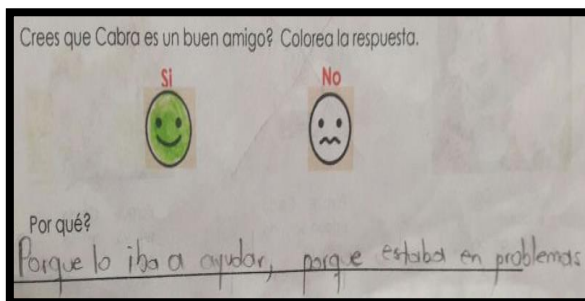 Crees que Cabra es un buen amigo? Colorea la respuesta.
Si No
Por qué?
Porque lo iba a ayudar, porque estaba en problemas